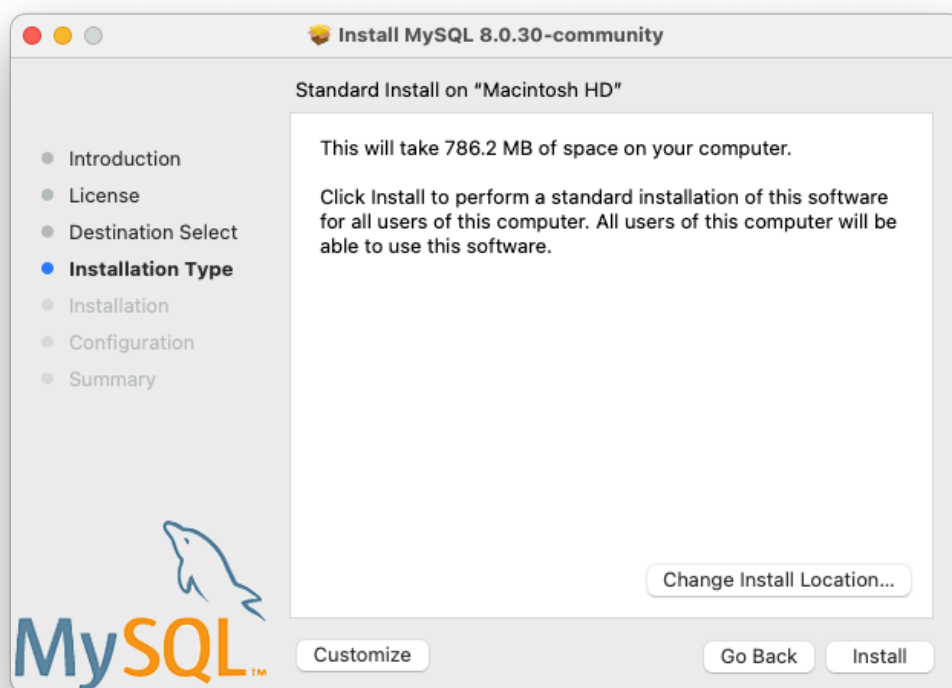 Install MySQL 8.0.30-community
Standard Install on “Macintosh HD”
Introduction
License
Destination Select
Installation Type
Installation
Configuration
Summary
This will take 786.2 MB of space on your computer.
Click Install to perform a standard installation of this software
for all users of this computer. All users of this computer will be
able to use this software.
Change Install Location...
MySQL™
Customize
Go Back
Install